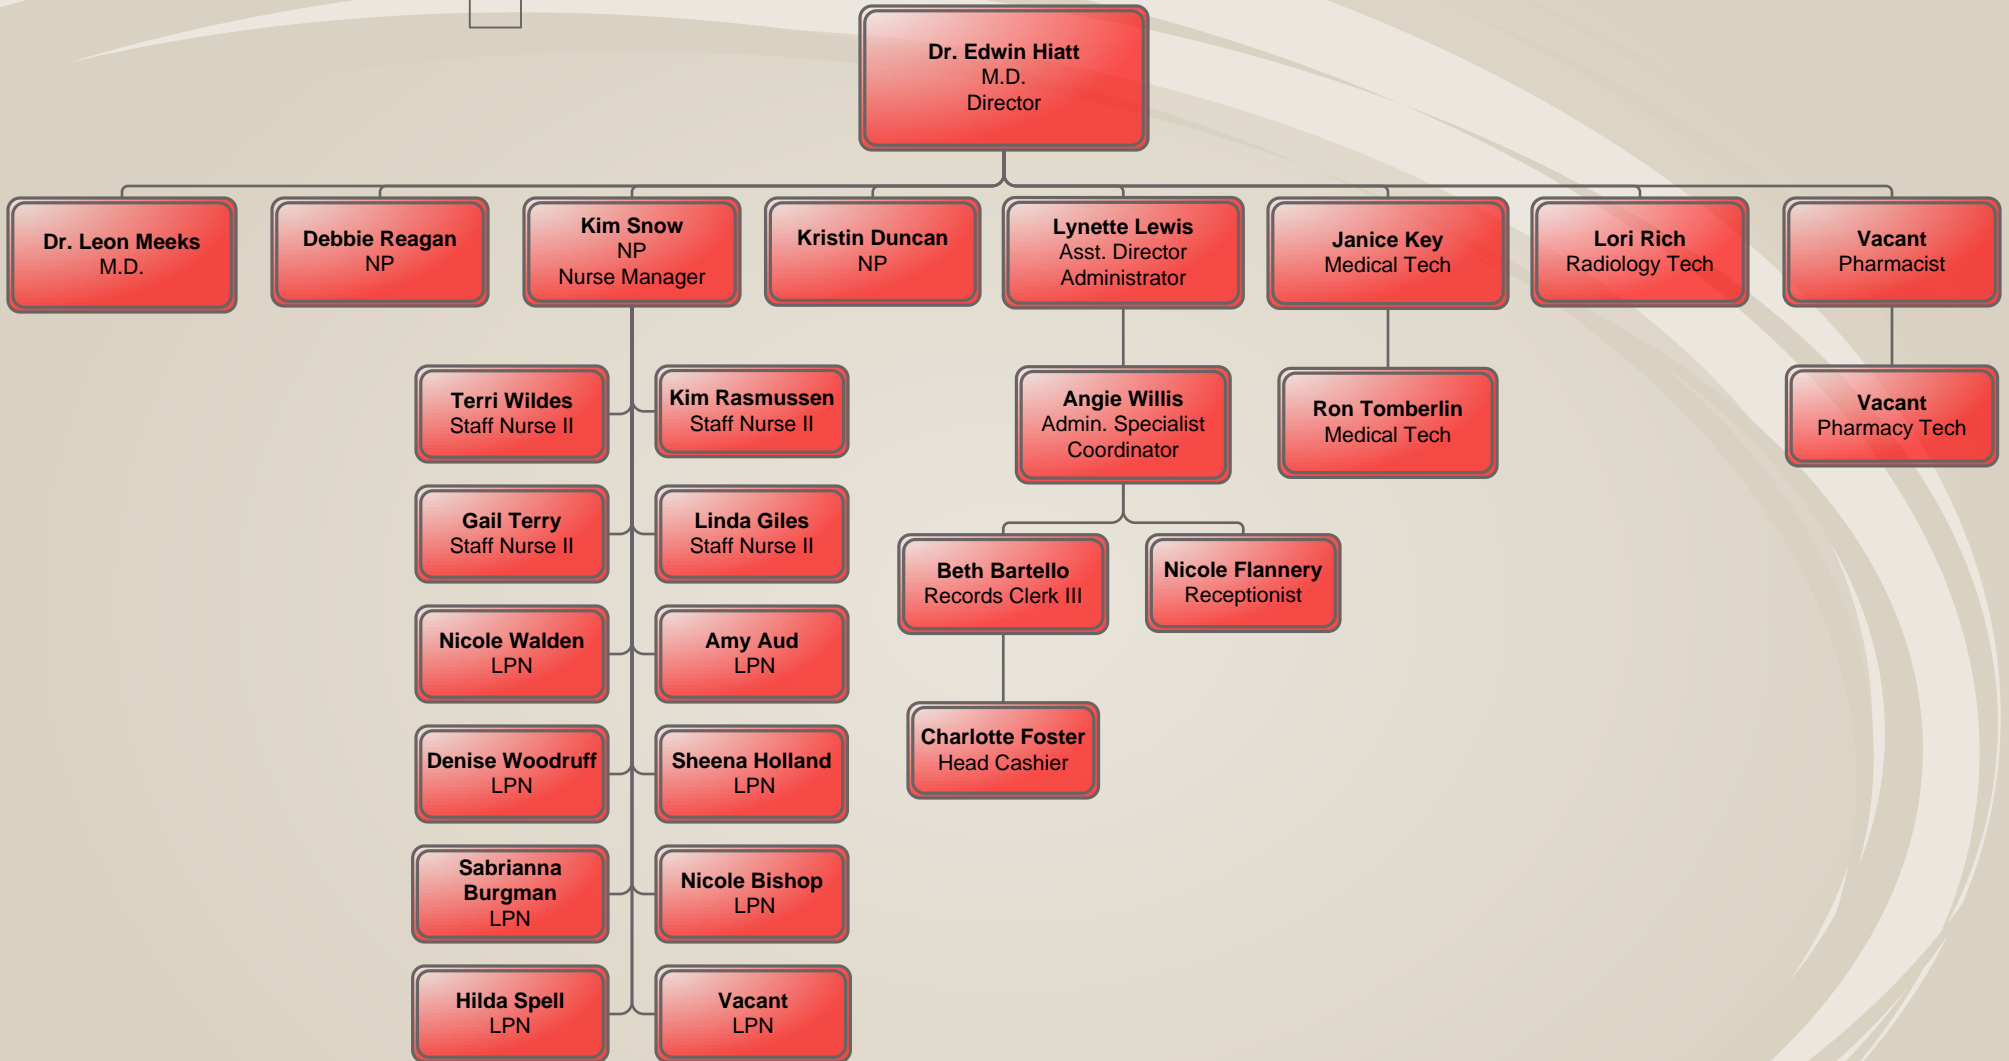 Dr. Edwin Hiatt
M.D.
Director
Dr. Leon Meeks
M.D.
Debbie Reagan
NP
Kim Snow
NP
Nurse Manager
Kristin Duncan
NP
Lynette Lewis
Asst. Director
Administrator
Janice Key
Medical Tech
Lori Rich
Radiology Tech
Vacant
Pharmacist
Terri Wildes
Staff Nurse II
Kim Rasmussen
Staff Nurse II
Angie Willis
Admin. Specialist
Coordinator
Ron Tomberlin
Medical Tech
Vacant
Pharmacy Tech
Gail Terry
Staff Nurse II
Linda Giles
Staff Nurse II
Beth Bartello
Records Clerk III
Nicole Flannery
Receptionist
Nicole Walden
LPN
Amy Aud
LPN
Denise Woodruff
LPN
Sheena Holland
LPN
Charlotte Foster
Head Cashier
Sabrianna
Burgman
LPN
Nicole Bishop
LPN
Hilda Spell
LPN
Vacant
LPN